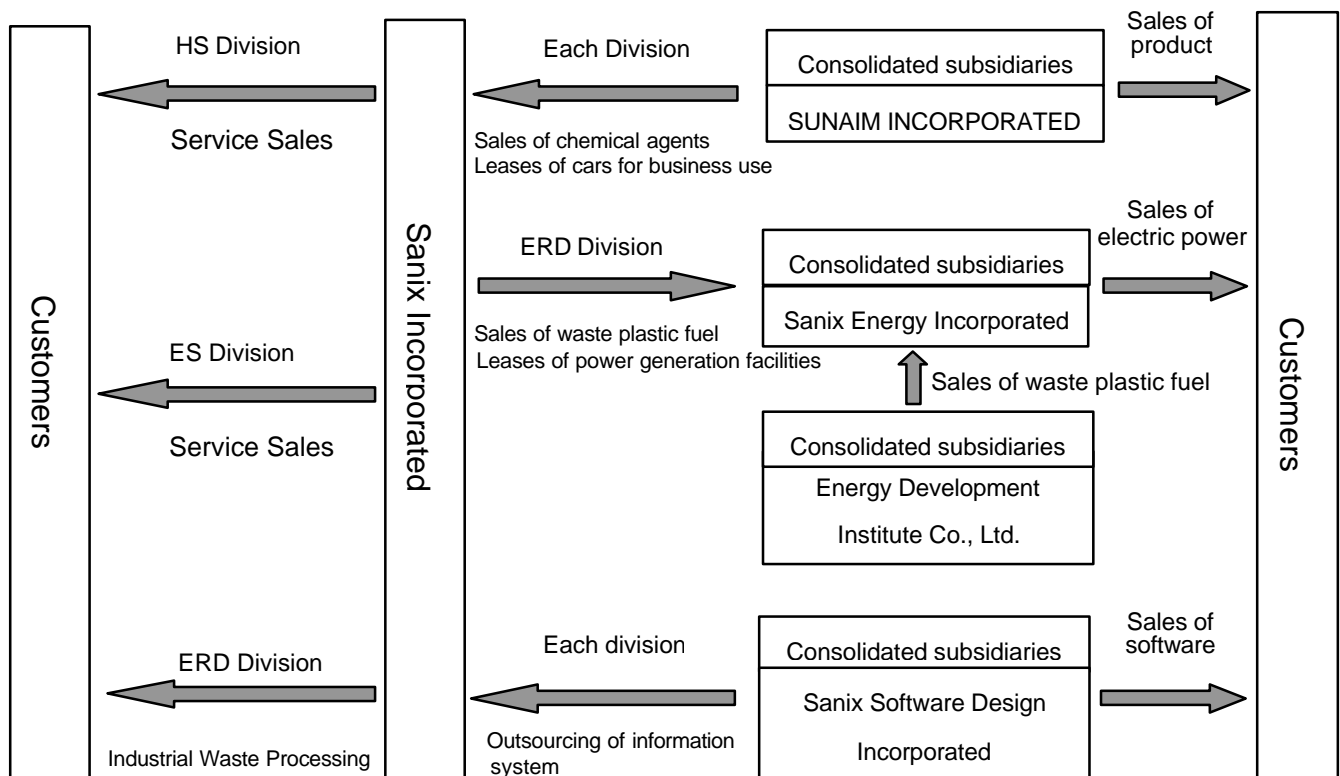 Customers
HS Division
Service Sales
ES Division
Service Sales
ERD Division
Industrial Waste Processing
Sanix Incorporated
Each Division
Sales of chemical agents
Leases of cars for business use
ERD Division
Sales of waste plastic fuel
Leases of power generation facilities
Each division
Outsourcing of information
system
Consolidated subsidiaries
SUNAIM INCORPORATED
Consolidated subsidiaries
Sanix Energy Incorporated
Sales of waste plastic fuel
Consolidated subsidiaries
Energy Development
Institute Co., Ltd.
Consolidated subsidiaries
Sanix Software Design
Incorporated
Sales of
product
Sales of
electric power
Sales of
software
Customers